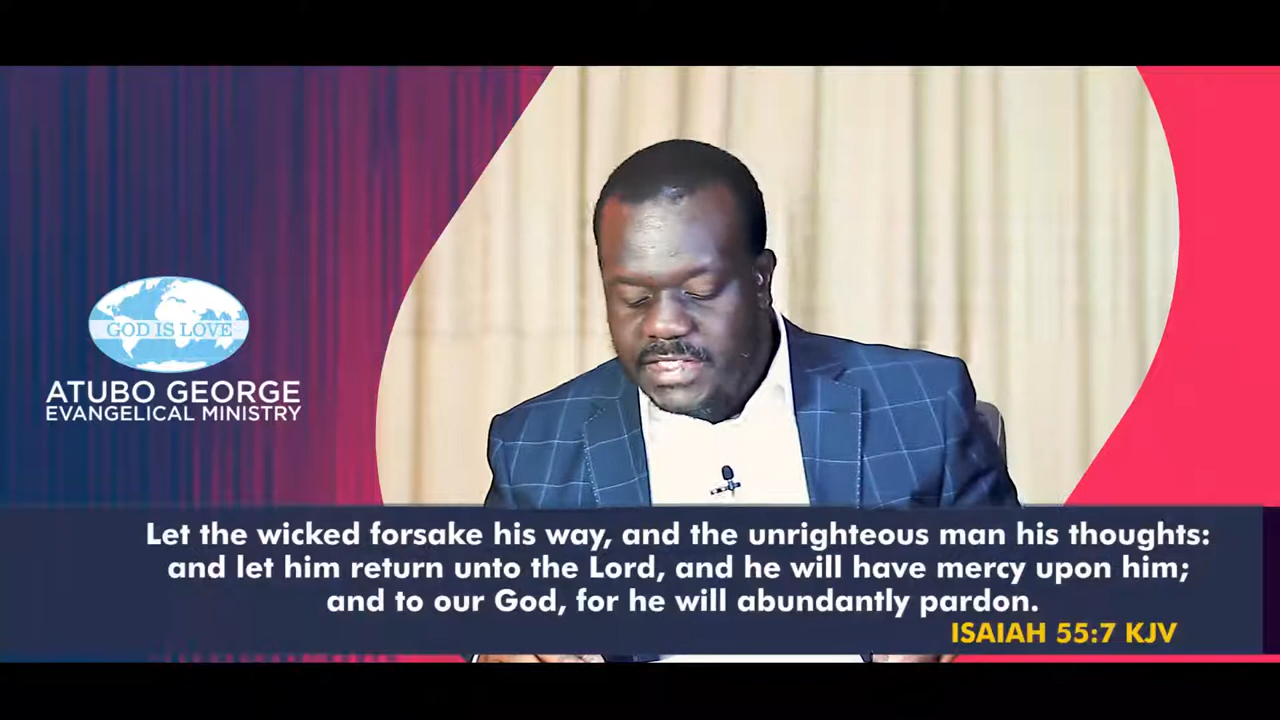 GOD IS LOVE
ATUBO GEORGE
EVANGELICAL MINISTRY
Let the wicked forsake his way, and the unrighteous man his thoughts:
and let him return unto the Lord, and he will have mercy upon him;
and to our God, for he will abundantly pardon.
ISAIAH 55:7 KJV